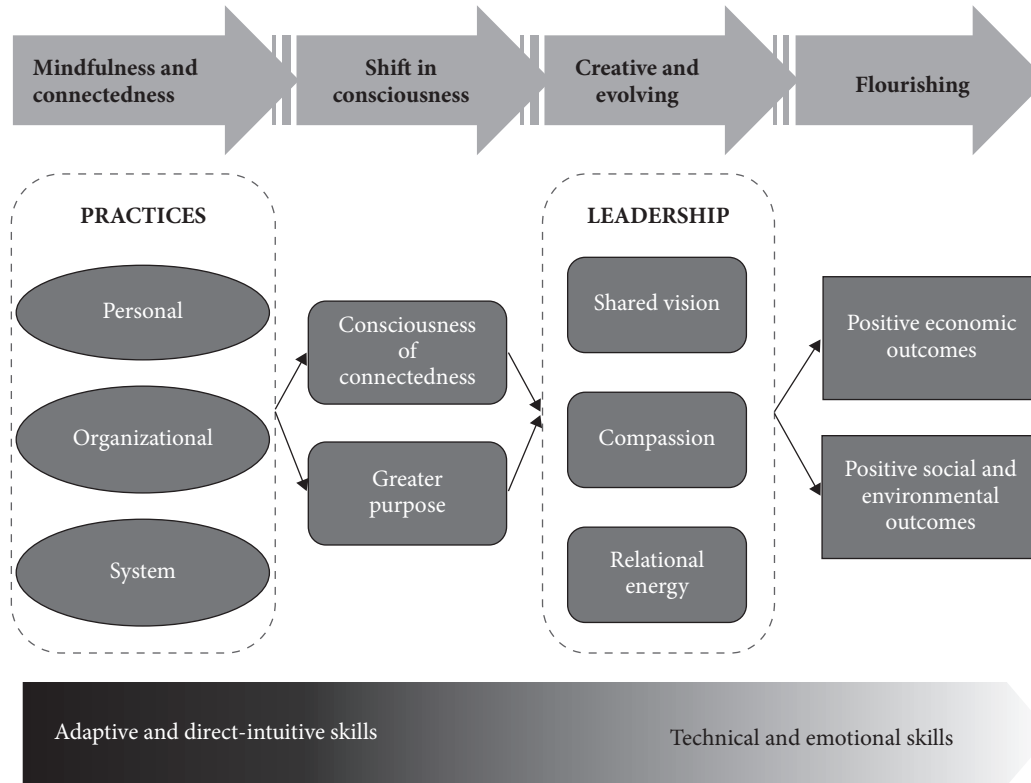 Mindfulness and
connectedness
Shift in
consciousness
Creative and
evolving
Flourishing
PRACTICES
Personal
Organizational
System
Consciousness
of
connectedness
Greater
purpose
LEADERSHIP
Shared vision
Compassion
Relational
energy
Positive economic
outcomes
Positive social and
environmental
outcomes
Adaptive and direct-intuitive skills
Technical and emotional skills